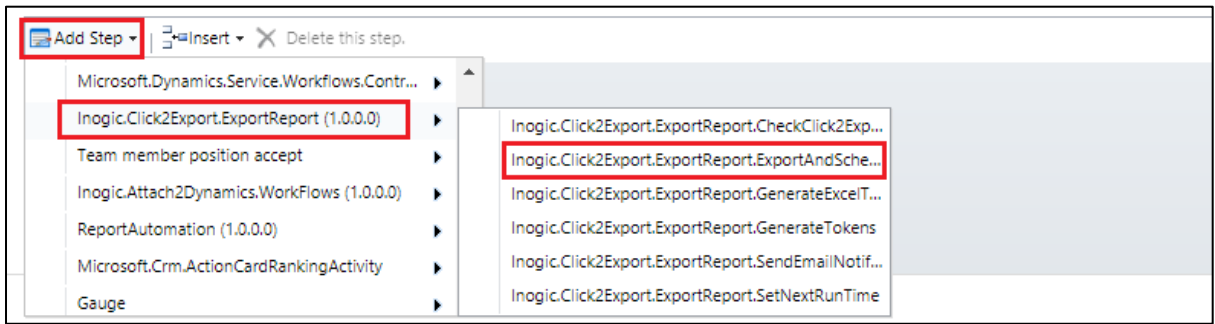 Add Step Insert Delete this step.
Microsoft.Dynamics.Service.Workflows.Contr...
Inogic.Click2Export.ExportReport (1.0.0.0)
Team member position accept
Inogic.Attach2Dynamics.WorkFlows (1.0.0.0)
ReportAutomation (1.0.0.0)
Microsoft.Crm.ActionCardRankingActivity
Gauge
Inogic.Click2Export.ExportReport.CheckClick2Exp...
Inogic.Click2Export.ExportReport.ExportAndSche...
Inogic.Click2Export.ExportReport.GenerateExcelT...
Inogic.Click2Export.ExportReport.GenerateTokens
Inogic.Click2Export.ExportReport.SendEmailNotif...
Inogic.Click2Export.ExportReport.SetNextRunTime